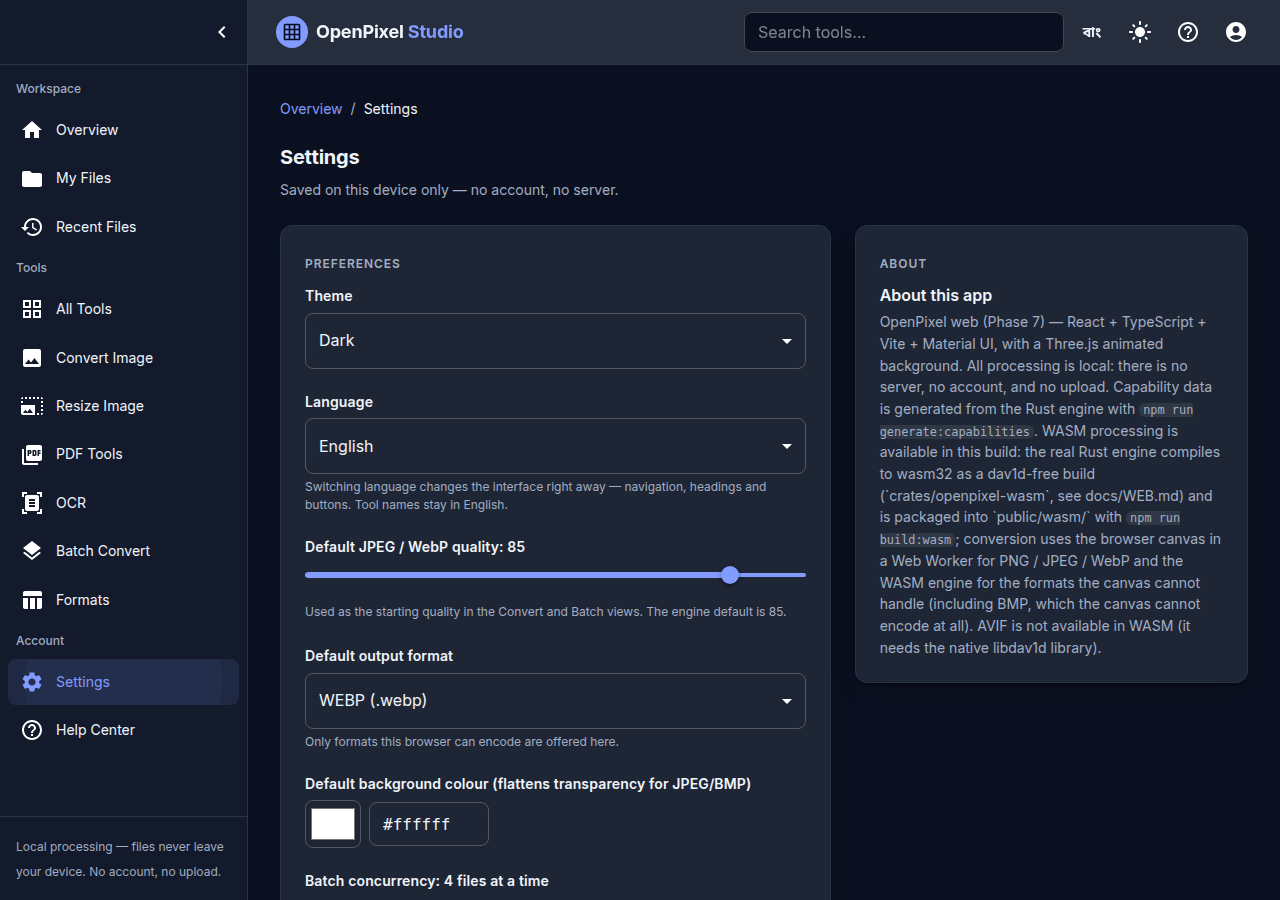 OpenPixel Studio
Search tools...
বাং
Workspace
Overview
My Files
Recent Files
Tools
All Tools
Convert Image
Resize Image
PDF Tools
OCR
Batch Convert
Formats
Account
Settings
Help Center
Local processing — files never leave
your device. No account, no upload.
Overview / Settings
Settings
Saved on this device only — no account, no server.
PREFERENCES
Theme
Dark
Language
English
Switching language changes the interface right away — navigation, headings and
buttons. Tool names stay in English.
Default JPEG / WebP quality: 85
Used as the starting quality in the Convert and Batch views. The engine default is 85.
Default output format
WEBP (.webp)
Only formats this browser can encode are offered here.
Default background colour (flattens transparency for JPEG/BMP)
#ffffff
Batch concurrency: 4 files at a time
ABOUT
About this app
OpenPixel web (Phase 7) — React + TypeScript +
Vite + Material UI, with a Three.js animated
background. All processing is local: there is no
server, no account, and no upload. Capability data
is generated from the Rust engine with npm run
generate:capabilities. WASM processing is
available in this build: the real Rust engine compiles
to wasm32 as a dav1d-free build
(`crates/openpixel-wasm`, see docs/WEB.md) and
is packaged into `public/wasm/` with npm run
build:wasm; conversion uses the browser canvas in
a Web Worker for PNG / JPEG / WebP and the
WASM engine for the formats the canvas cannot
handle (including BMP, which the canvas cannot
encode at all). AVIF is not available in WASM (it
needs the native libdav1d library).